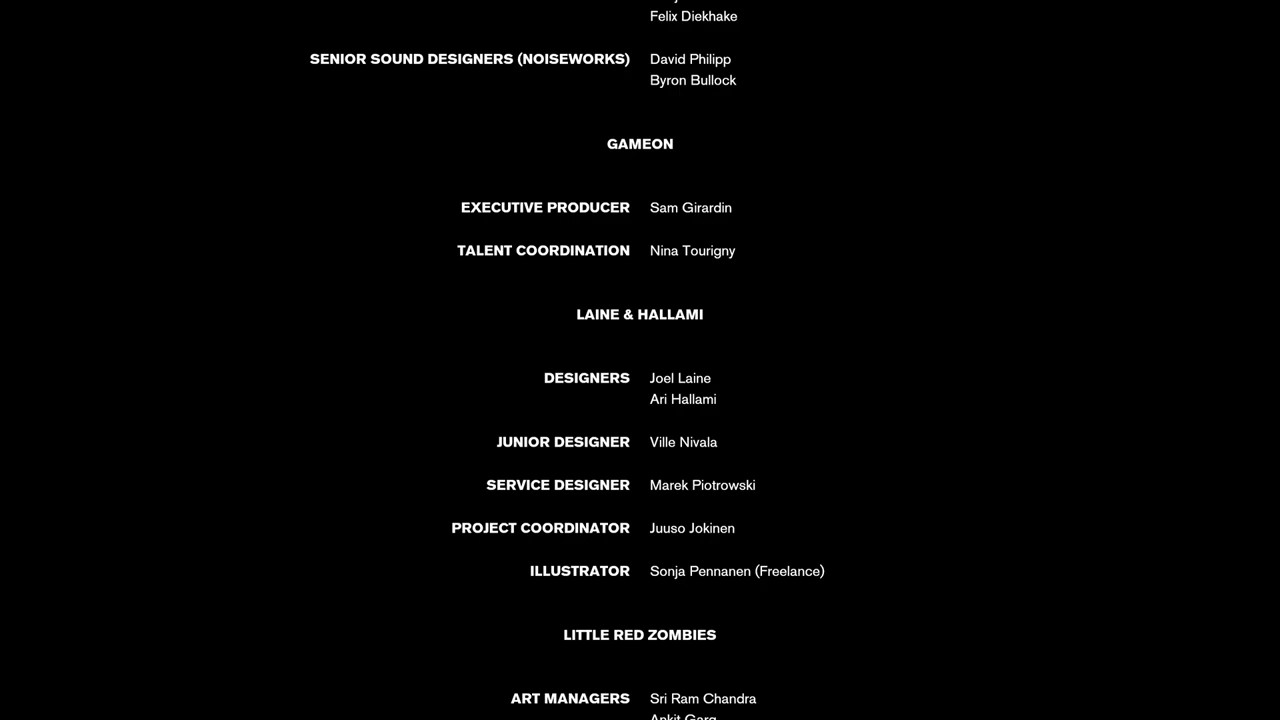 Felix Diekhake
SENIOR SOUND DESIGNERS (NOISEWORKS) David Philipp
Byron Bullock
GAMEON
EXECUTIVE PRODUCER Sam Girardin
TALENT COORDINATION Nina Tourigny
LAINE & HALLAMI
DESIGNERS Joel Laine
Ari Hallami
JUNIOR DESIGNER Ville Nivala
SERVICE DESIGNER Marek Piotrowski
PROJECT COORDINATOR Juuso Jokinen
ILLUSTRATOR Sonja Pennanen (Freelance)
LITTLE RED ZOMBIES
ART MANAGERS Sri Ram Chandra
Ankit Garg